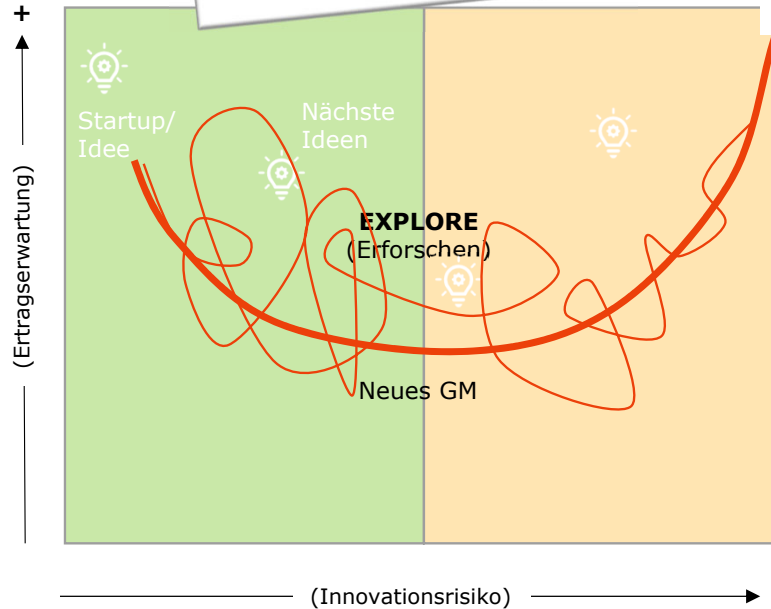 +
Startup/
Idee
Nächste
Ideen
EXPLORE
(Erforschen)
Neues GM
(Ertragserwartung)
(Innovationsrisiko)